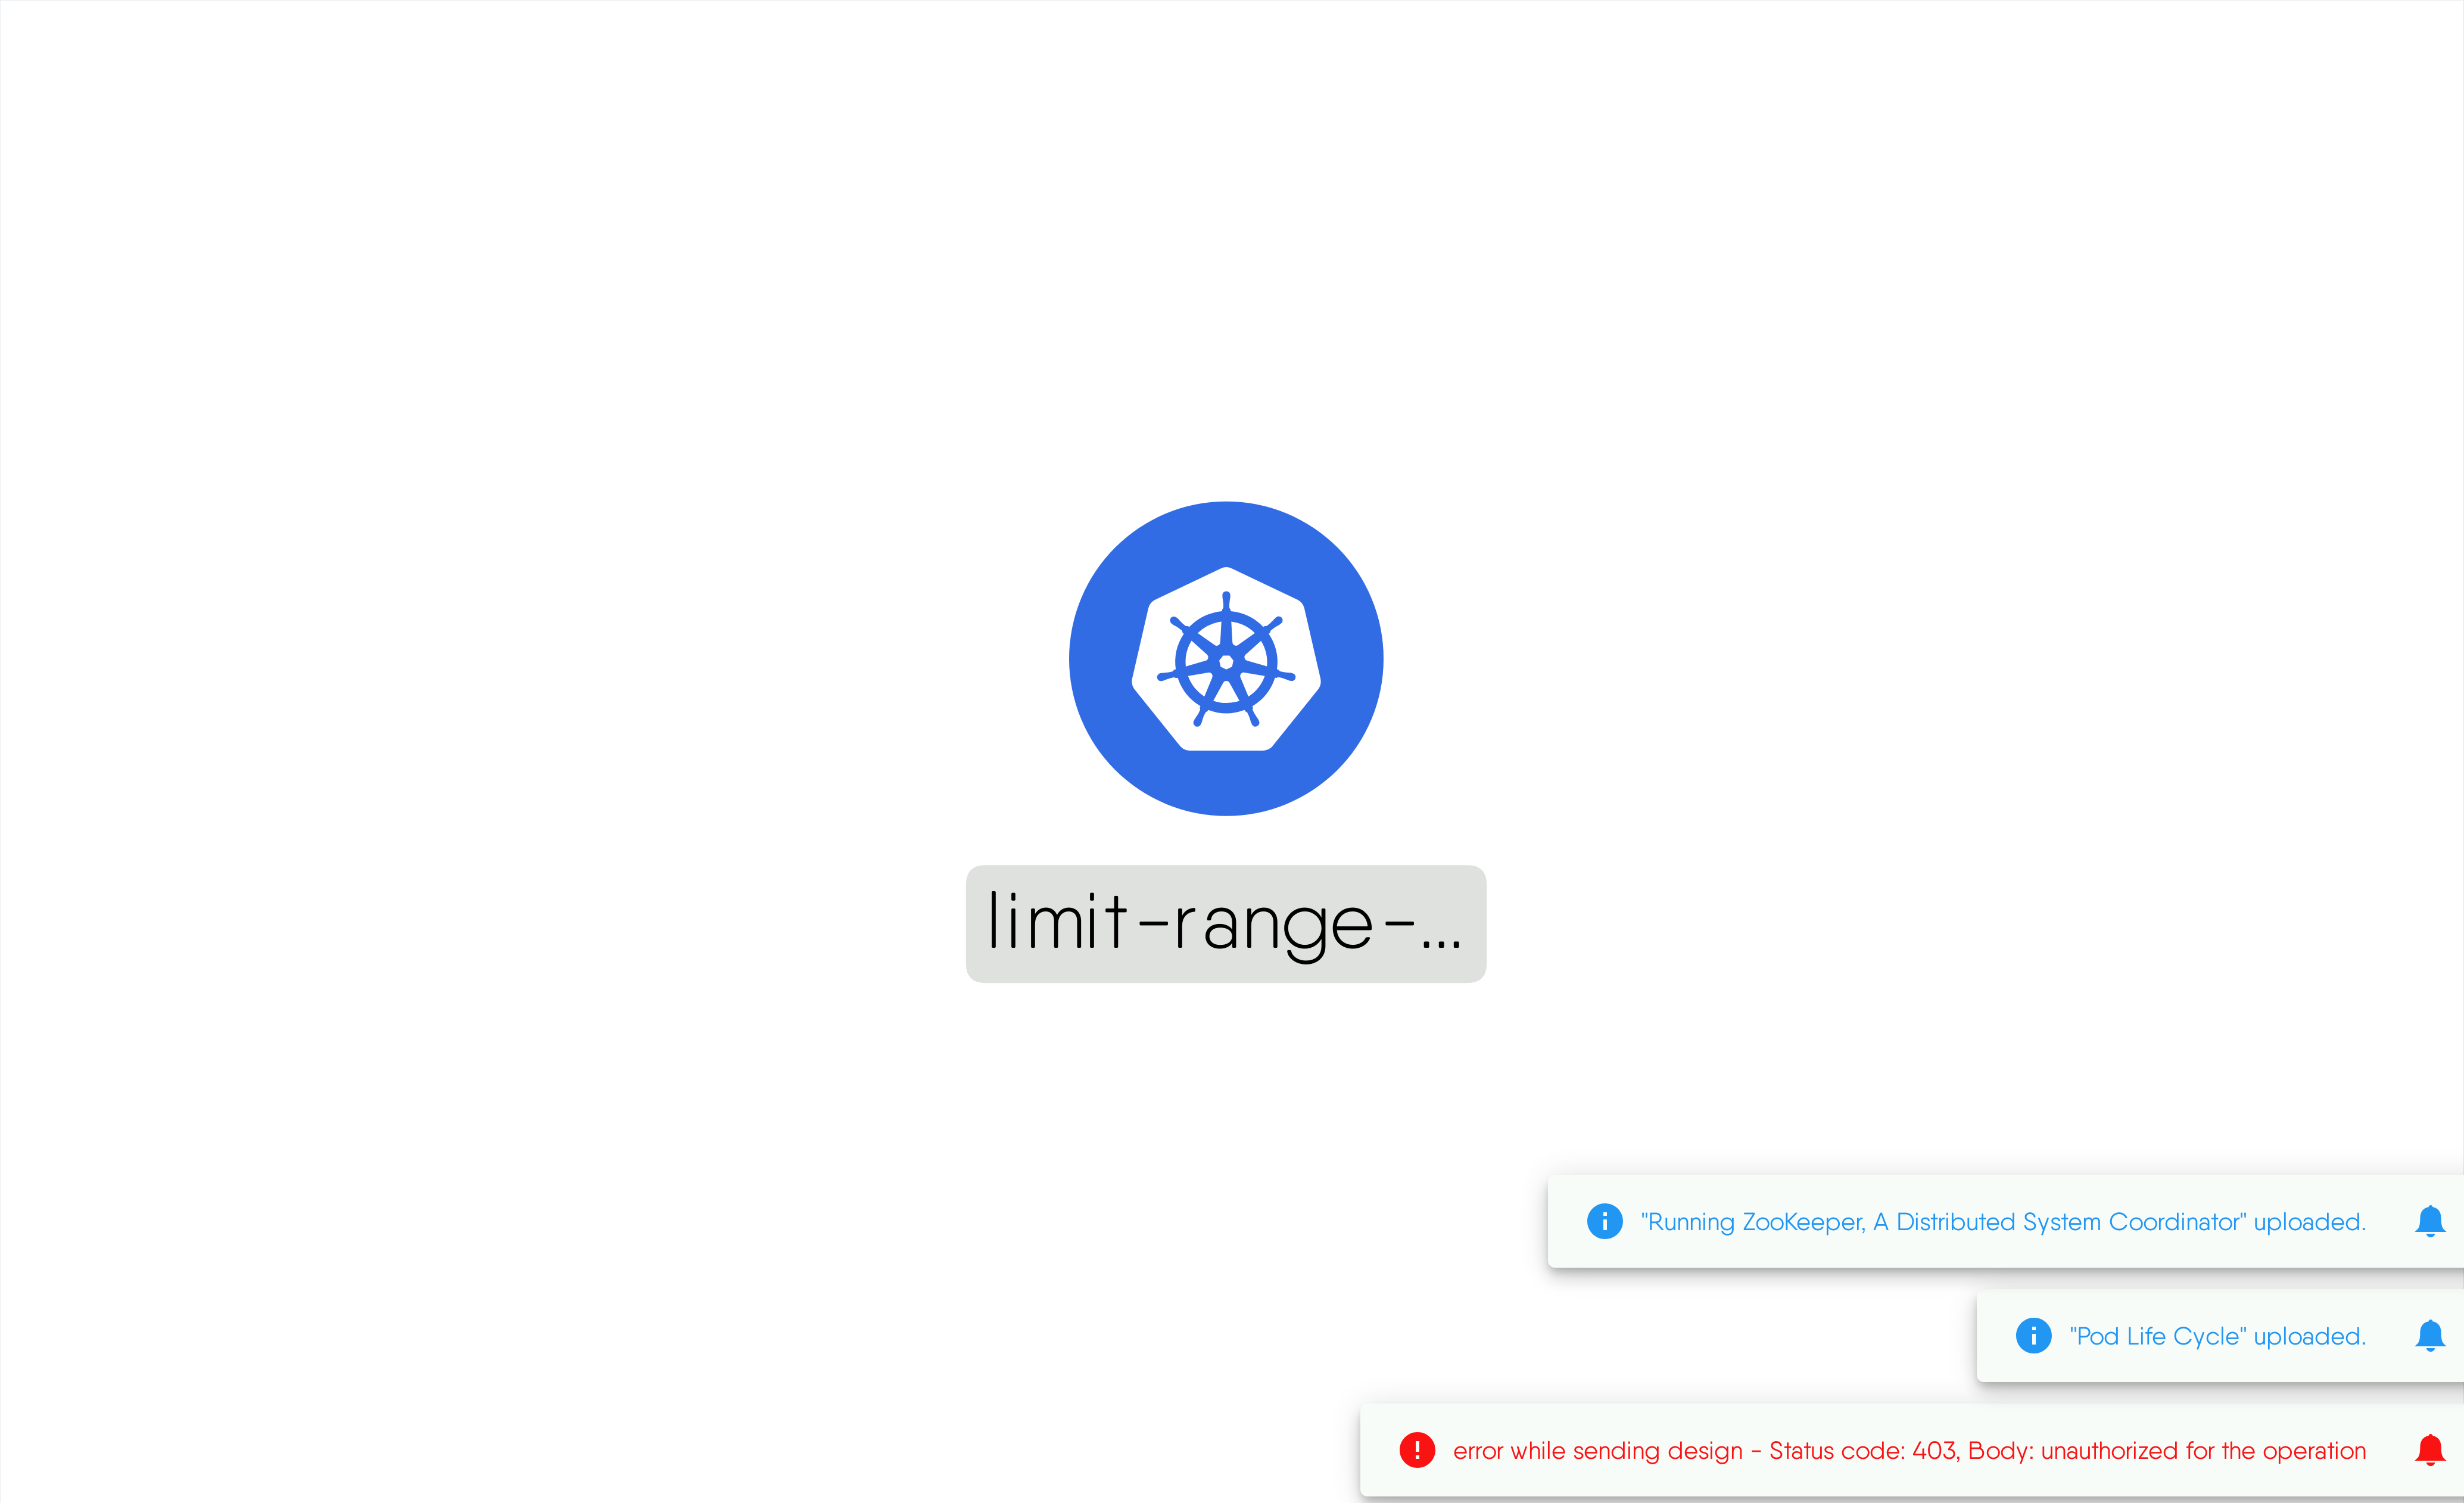 limit-range-...
"Running ZooKeeper, A Distributed System Coordinator" uploaded.
"Pod Life Cycle" uploaded.
error while sending design - Status code: 403, Body: unauthorized for the operation